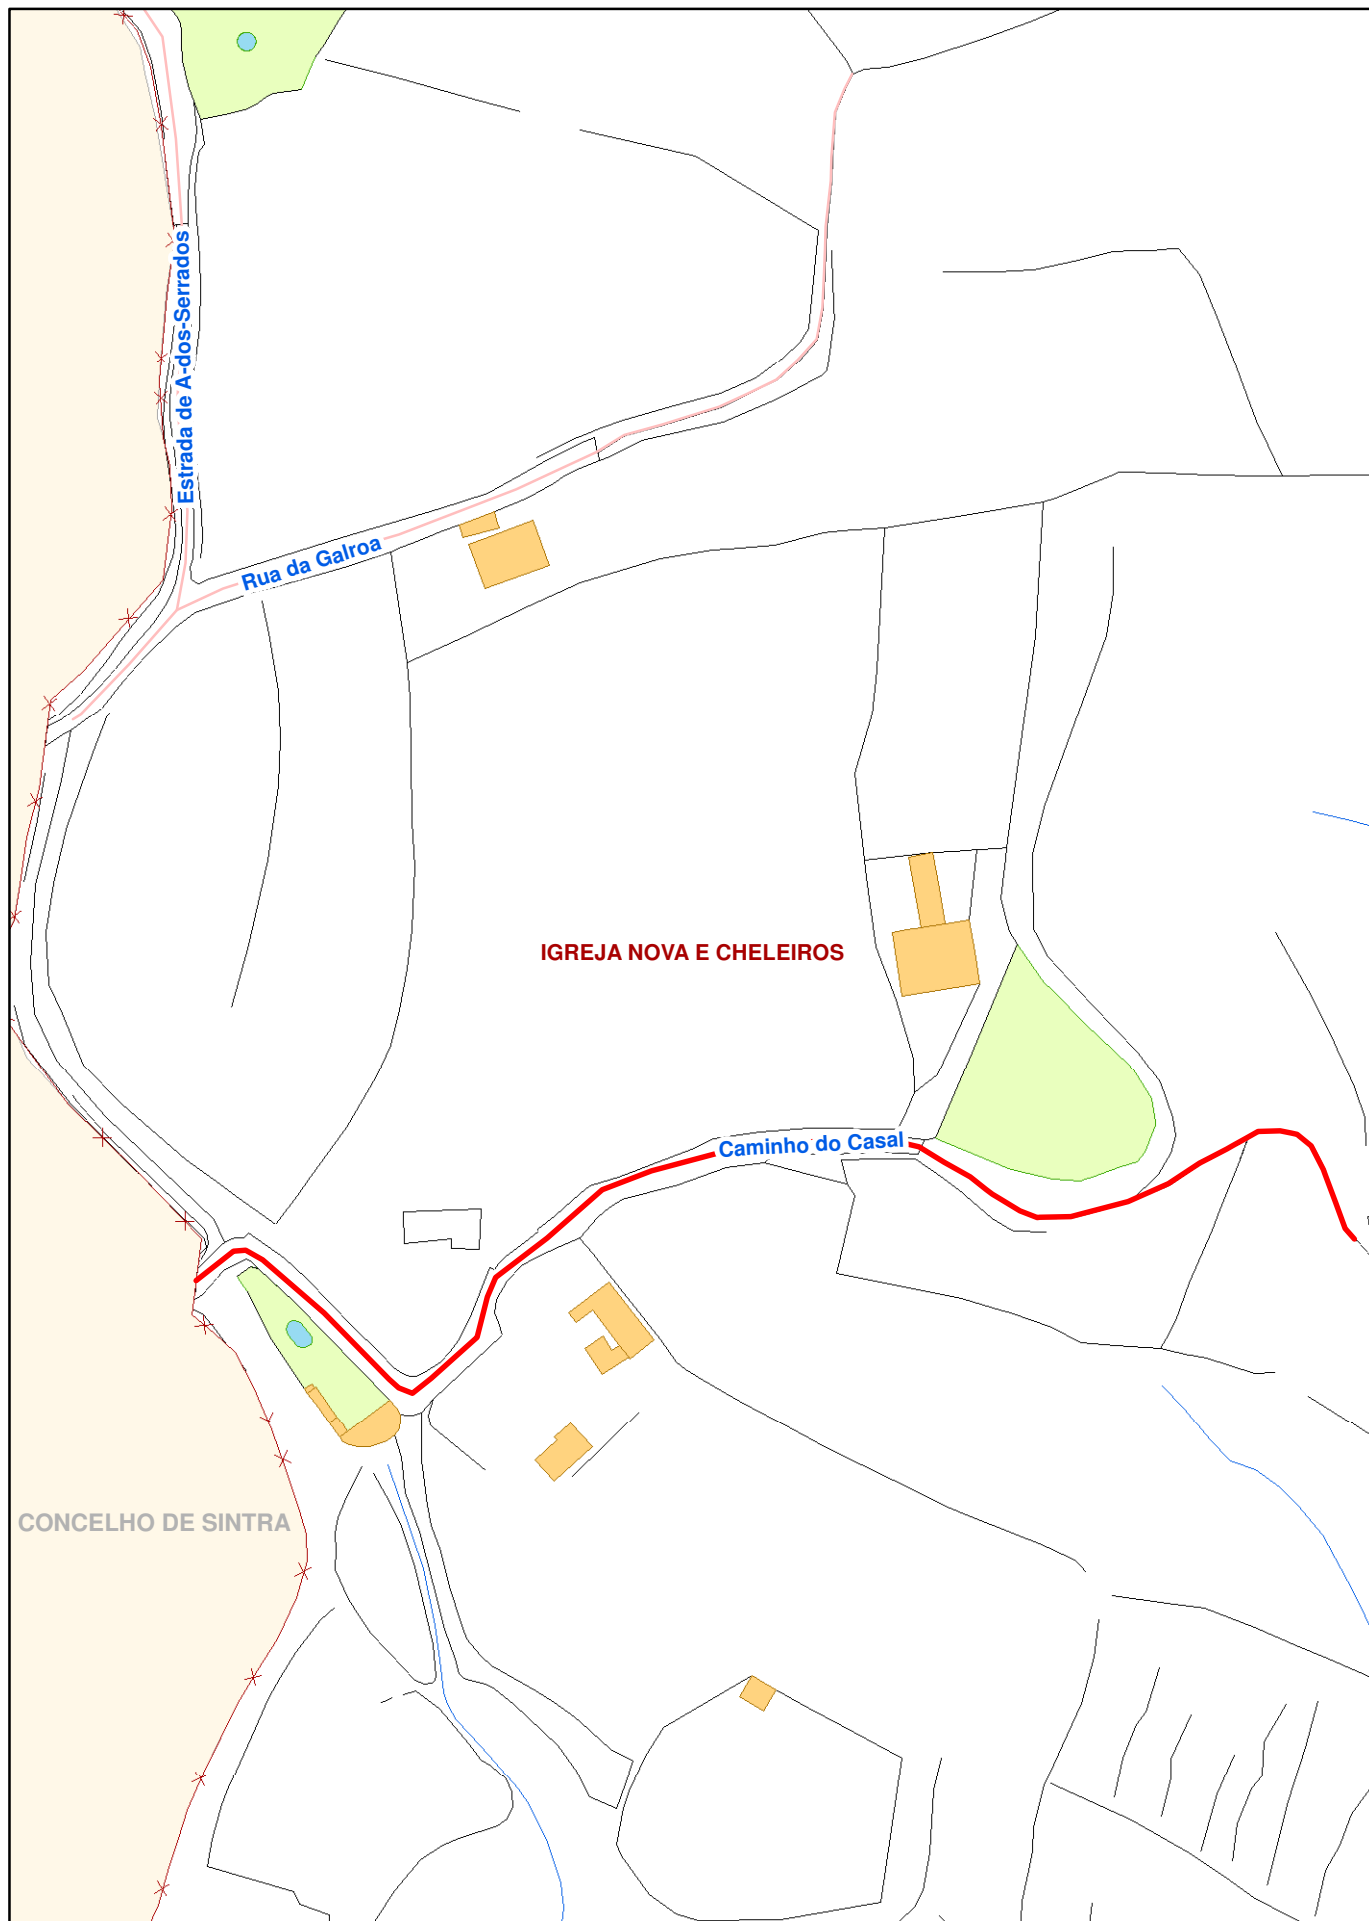 Estrada de A-dos-Serrados
Rua da Galroa
IGREJA NOVA E CHELEIROS
Caminho do Casal
CONCELHO DE SINTRA